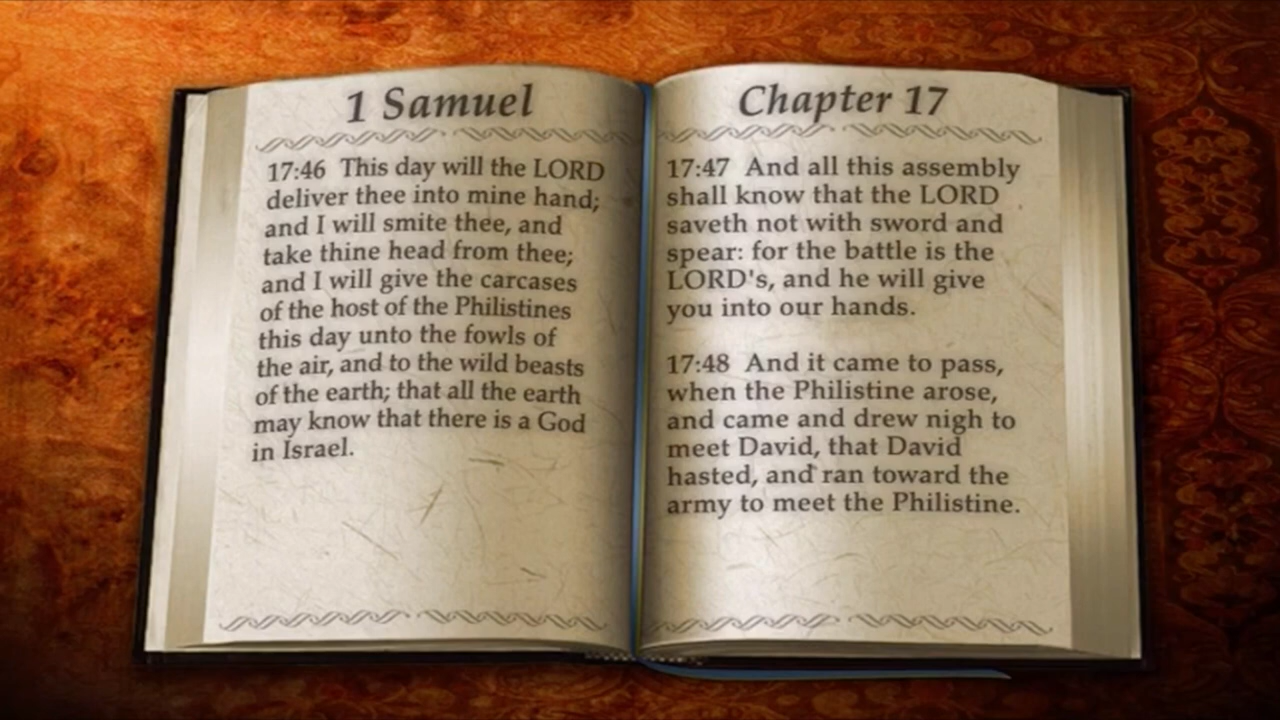 1 Samuel
17:46 This day will the LORD
deliver thee into mine hand;
and I will smite thee, and
take thine head from thee;
and I will give the carcases
of the host of the Philistines
this day unto the fowls of
the air, and to the wild beasts
of the earth; that all the earth
may know that there is a God
in Israel.
Chapter 17
17:47 And all this assembly
shall know that the LORD
saveth not with sword and
spear: for the battle is the
LORD's, and he will give
you into our hands.
17:48 And it came to pass,
when the Philistine arose,
and came and drew nigh to
meet David, that David
hasted, and ran toward the
army to meet the Philistine.